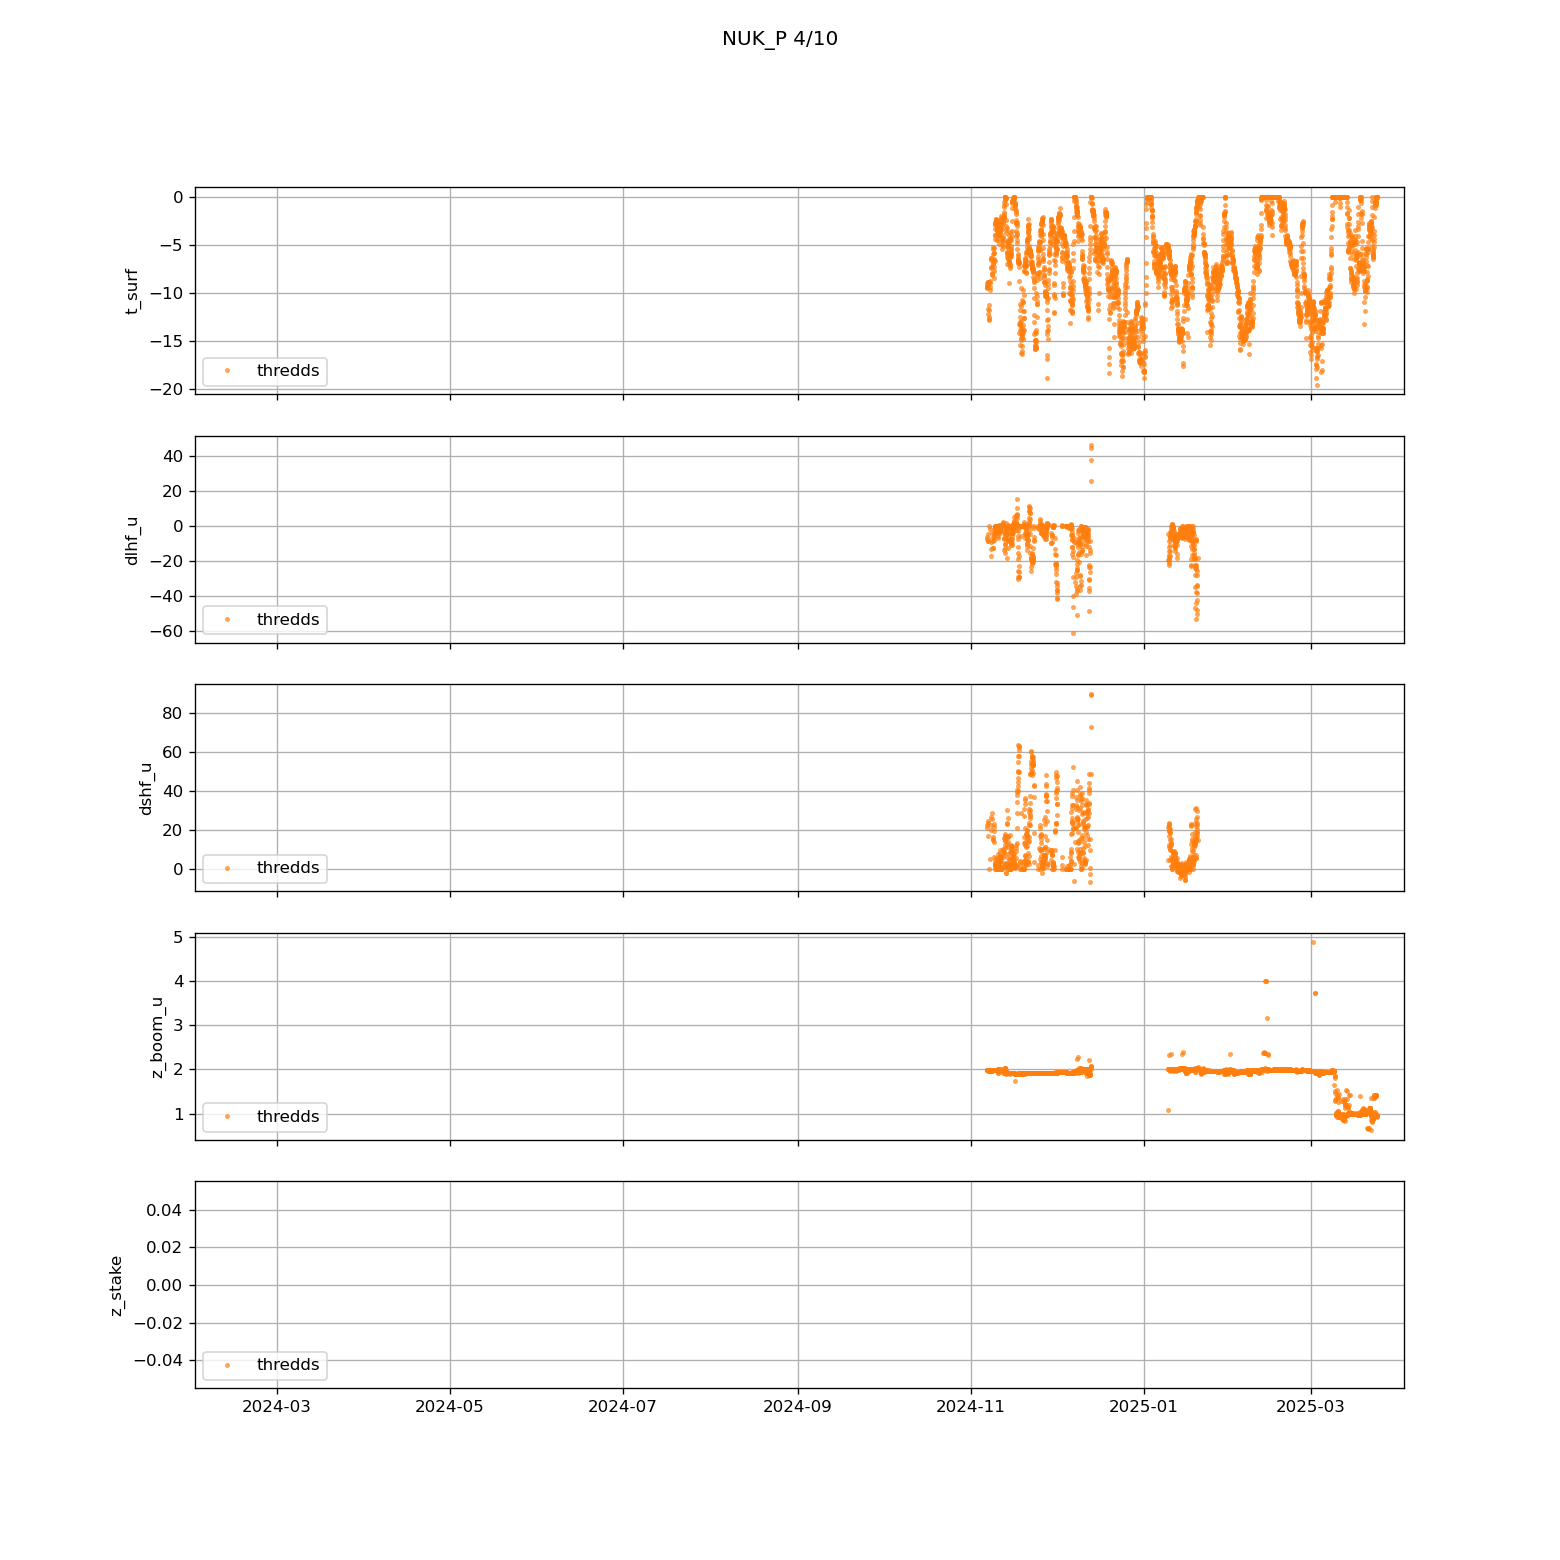 NUK_P 4/10
0
−5
−10
−15
−20
t_surf
thredds
40
20
0
−20
−40
−60
dlhf_u
thredds
80
60
40
20
0
dshf_u
thredds
5
4
3
2
1
z_boom_u
thredds
0.04
0.02
0.00
−0.02
−0.04
z_stake
thredds
2024-03 2024-05 2024-07 2024-09 2024-11 2025-01 2025-03